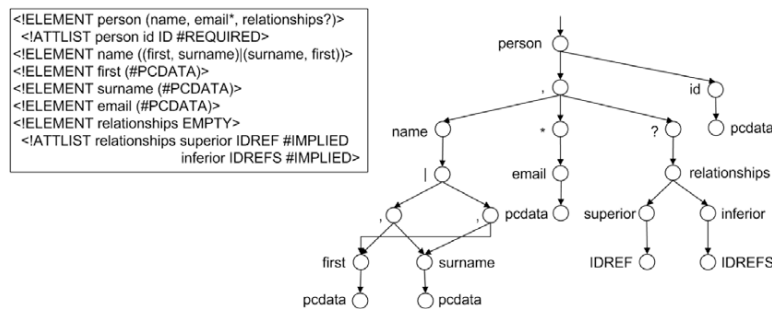 <!ELEMENT person (name, email*, relationships?)>
<!ATTLIST person id ID #REQUIRED>
<!ELEMENT name ((first, surname)|(surname, first))>
<!ELEMENT first (#PCDATA)>
<!ELEMENT surname (#PCDATA)>
<!ELEMENT email (#PCDATA)>
<!ELEMENT relationships EMPTY>
<!ATTLIST relationships superior IDREF #IMPLIED
inferior IDREFS #IMPLIED>
person
, id
name * ? pcdata
| email relationships
, , pcdata superior inferior
first surname IDREF IDREFS
pcdata pcdata